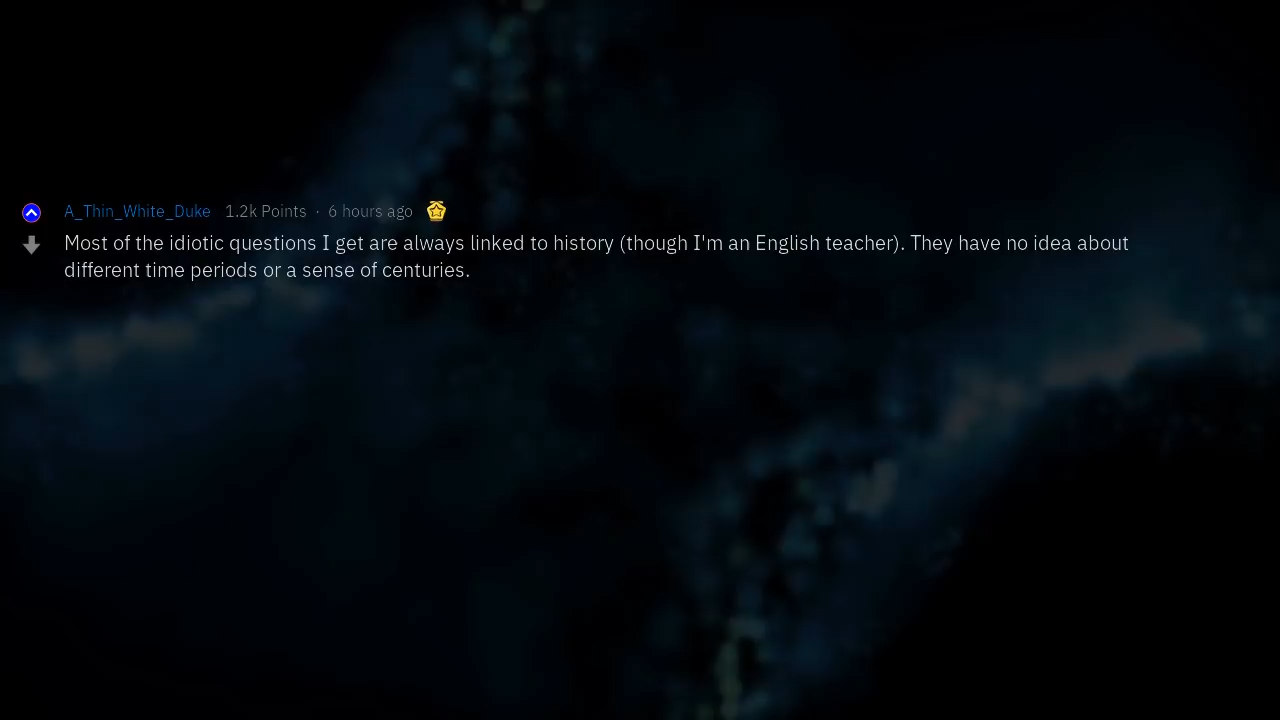 A_Thin_White_Duke 1.2k Points · 6 hours ago
Most of the idiotic questions I get are always linked to history (though I'm an English teacher). They have no idea about
different time periods or a sense of centuries.